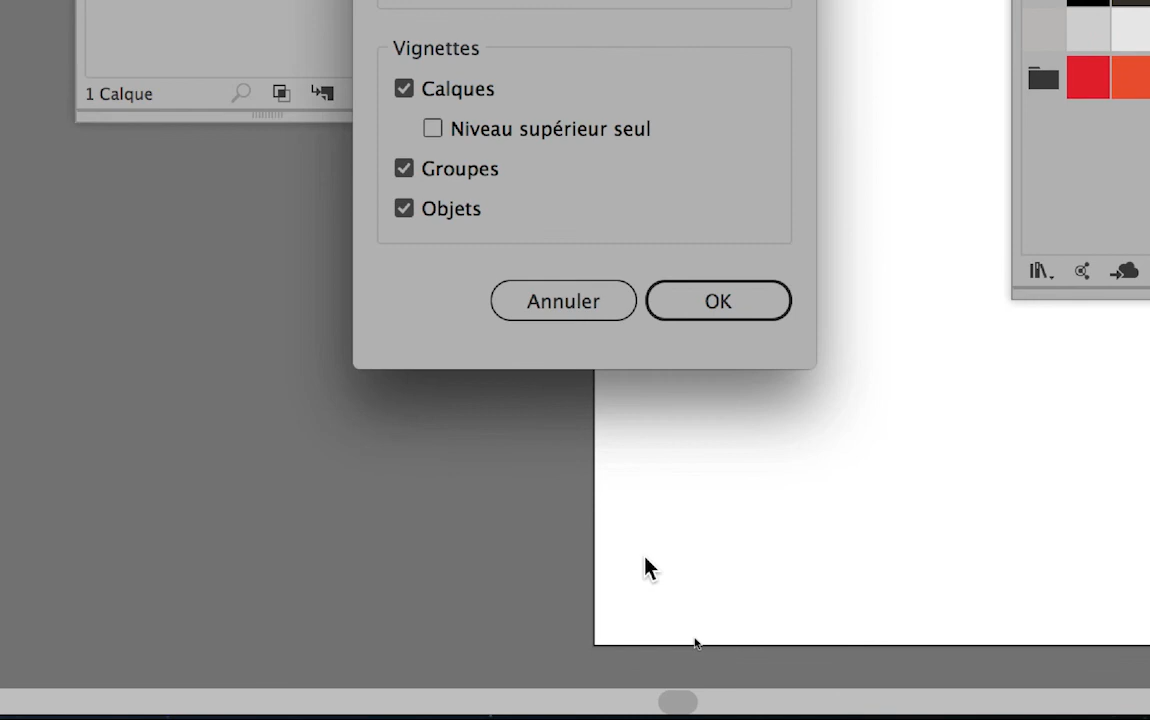 Vignettes
Calques
1 Calque
Niveau supérieur seul
Groupes
Objets
Annuler
OK